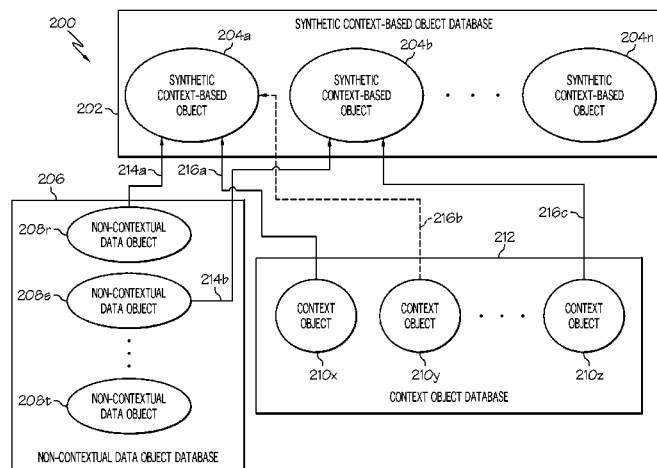 200
SYNTHETIC CONTEXT-BASED OBJECT DATABASE
204a
204b
204n
SYNTHETIC
CONTEXT-BASED
OBJECT
SYNTHETIC
CONTEXT-BASED
OBJECT
SYNTHETIC
CONTEXT-BASED
OBJECT
202
214a
216a
206
208r
NON-CONTEXTUAL
DATA OBJECT
216b
216c
212
208s
NON-CONTEXTUAL
DATA OBJECT
214b
CONTEXT
OBJECT
CONTEXT
OBJECT
CONTEXT
OBJECT
210x
210y
210z
208t
NON-CONTEXTUAL
DATA OBJECT
CONTEXT OBJECT DATABASE
NON-CONTEXTUAL DATA OBJECT DATABASE